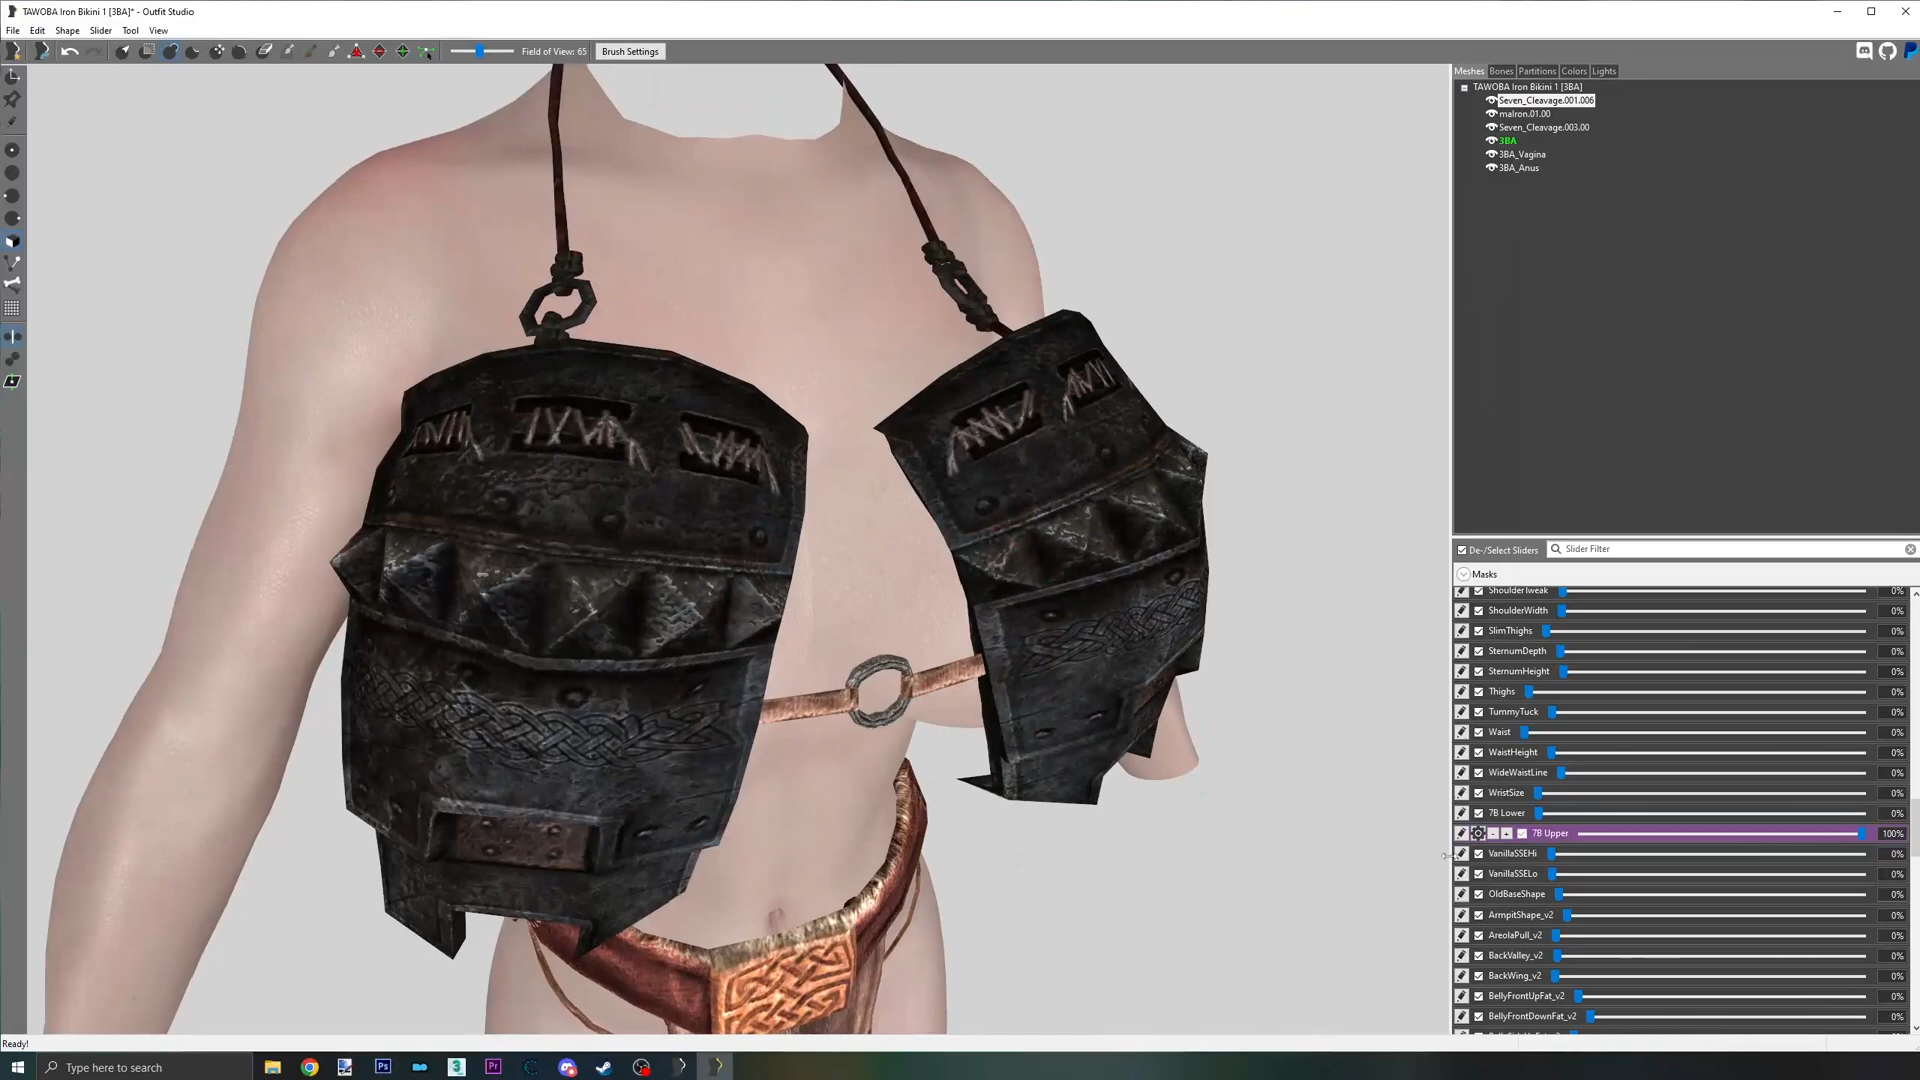 TAWOBA Iron Bikini 1 [3BA]* - Outfit Studio
File Edit Shape Slider Tool View
Field of View: 65 Brush Settings
Meshes Bones Partitions Colors Lights
TAWOBA Iron Bikini 1 [3BA]
Seven_Cleavage.001.006
maIron.01.00
Seven_Cleavage.003.00
3BA
3BA_Vagina
3BA_Anus
De-/Select Sliders Slider Filter
Masks
ShoulderTweak 0%
ShoulderWidth 0%
SlimThighs 0%
SternumDepth 0%
SternumHeight 0%
Thighs 0%
TummyTuck 0%
Waist 0%
WaistHeight 0%
WideWaistLine 0%
WristSize 0%
7B Lower 0%
- + 7B Upper 100%
VanillaSSEHi 0%
VanillaSSELo 0%
OldBaseShape 0%
ArmpitShape_v2 0%
AreolaPull_v2 0%
BackValley_v2 0%
BackWing_v2 0%
BellyFrontUpFat_v2 0%
BellyFrontDownFat_v2 0%
Ready!
Type here to search Ps 3 Pr